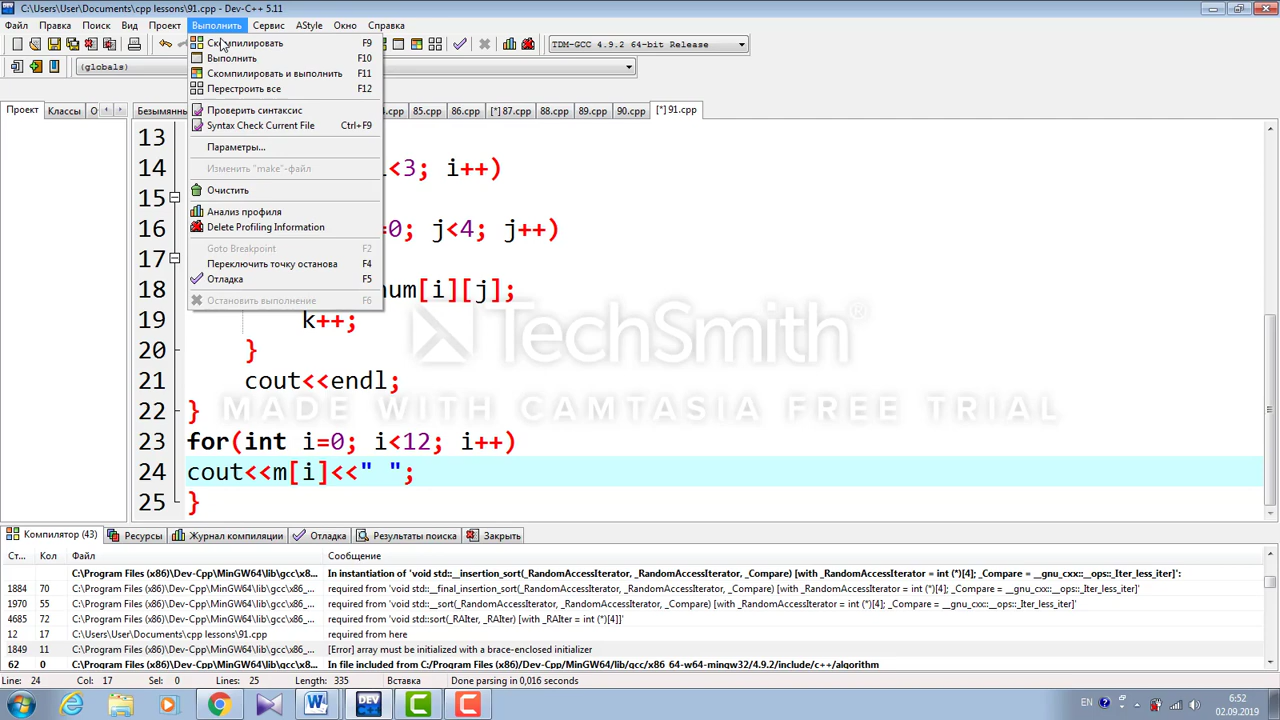 C:\Users\User\Documents\cpp lessons\91.cpp - Dev-C++ 5.11
Файл Правка Поиск Вид Проект Выполнить Сервис AStyle Окно Справка
TDM-GCC 4.9.2 64-bit Release
(globals)
Скомпилировать F9
Выполнить F10
Скомпилировать и выполнить F11
Перестроить все F12
Проверить синтаксис
Syntax Check Current File Ctrl+F9
Параметры...
Изменить "make"-файл
Очистить
Анализ профиля
Delete Profiling Information
Goto Breakpoint F2
Переключить точку останова F4
Отладка F5
Остановить выполнение F6
Проект Классы О
Безымянн 4.cpp 85.cpp 86.cpp [*] 87.cpp 88.cpp 89.cpp 90.cpp [*] 91.cpp
13
14 <3; i++)
15
16 =0; j<4; j++)
17
18 num[i][j];
19 k++;
20 }
21 cout<<endl;
22 }
23 for(int i=0; i<12; i++)
24 cout<<m[i]<<" ";
25 }
TechSmith®
MADE WITH CAMTASIA FREE TRIAL
Компилятор (43) Ресурсы Журнал компиляции Отладка Результаты поиска Закрыть
Ст... Кол Файл Сообщение
C:\Program Files (x86)\Dev-Cpp\MinGW64\lib\gcc\x8... In instantiation of 'void std::__insertion_sort(_RandomAccessIterator, _RandomAccessIterator, _Compare) [with _RandomAccessIterator = int (*)[4]; _Compare = __gnu_cxx::__ops::_Iter_less_iter]':
1884 70 C:\Program Files (x86)\Dev-Cpp\MinGW64\lib\gcc\x86_... required from 'void std::__final_insertion_sort(_RandomAccessIterator, _RandomAccessIterator, _Compare) [with _RandomAccessIterator = int (*)[4]; _Compare = __gnu_cxx::__ops::_Iter_less_iter]'
1970 55 C:\Program Files (x86)\Dev-Cpp\MinGW64\lib\gcc\x86_... required from 'void std::__sort(_RandomAccessIterator, _RandomAccessIterator, _Compare) [with _RandomAccessIterator = int (*)[4]; _Compare = __gnu_cxx::__ops::_Iter_less_iter]'
4685 72 C:\Program Files (x86)\Dev-Cpp\MinGW64\lib\gcc\x86_... required from 'void std::sort(_RAIter, _RAIter) [with _RAIter = int (*)[4]]'
12 17 C:\Users\User\Documents\cpp lessons\91.cpp required from here
1849 11 C:\Program Files (x86)\Dev-Cpp\MinGW64\lib\gcc\x86_... [Error] array must be initialized with a brace-enclosed initializer
62 0 C:\Program Files (x86)\Dev-Cpp\MinGW64\lib\gcc\x8... In file included from C:/Program Files (x86)/Dev-Cpp/MinGW64/lib/gcc/x86_64-w64-mingw32/4.9.2/include/c++/algorithm
Line: 24 Col: 17 Sel: 0 Lines: 25 Length: 335 Вставка Done parsing in 0,016 seconds
EN 6:52
02.09.2019